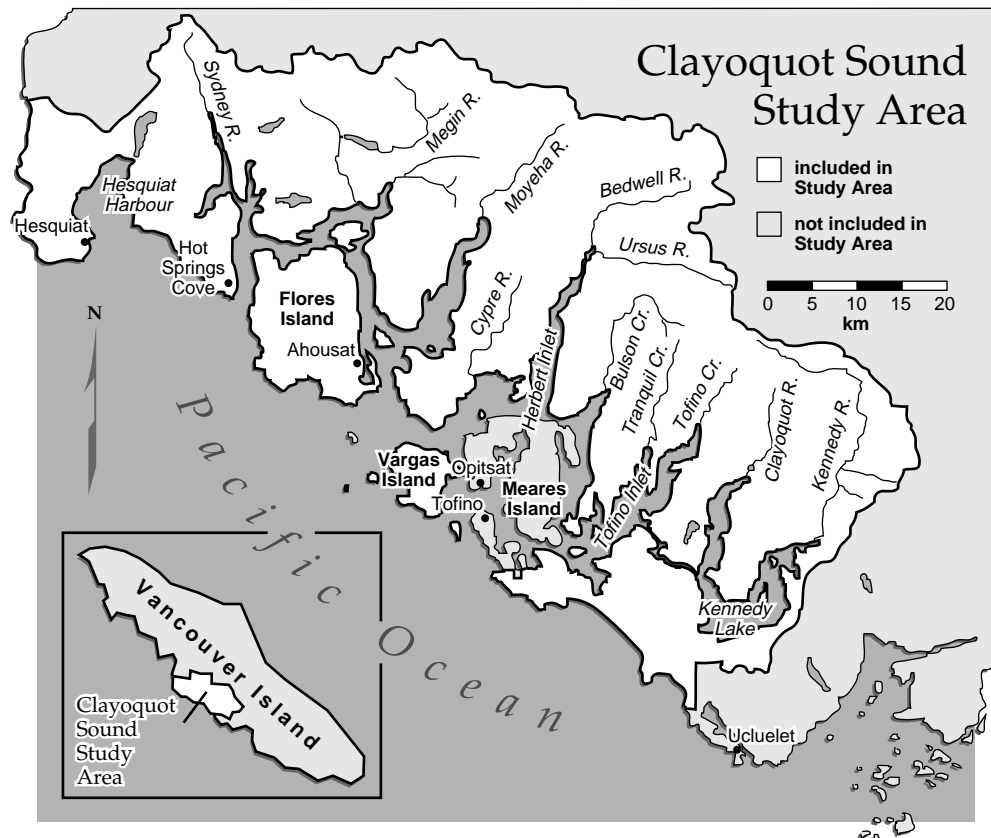 Clayoquot Sound
Study Area
included in
Study Area
not included in
Study Area
0 5 10 15 20
km
Sydney R.
Megin R.
Moyeha R.
Bedwell R.
Ursus R.
Hesquiat
Harbour
Hesquiat
Hot
Springs
Cove
Flores
Island
Ahousat
Cypre R.
Herbert Inlet
Bulson Cr.
Tranquil Cr.
Tofino Cr.
Clayoquot R.
Kennedy R.
N
Vargas
Island
Opitsat
Meares
Island
Tofino
Tofino Inlet
Kennedy
Lake
Ucluelet
Pacific Ocean
Vancouver Island
Clayoquot
Sound
Study
Area